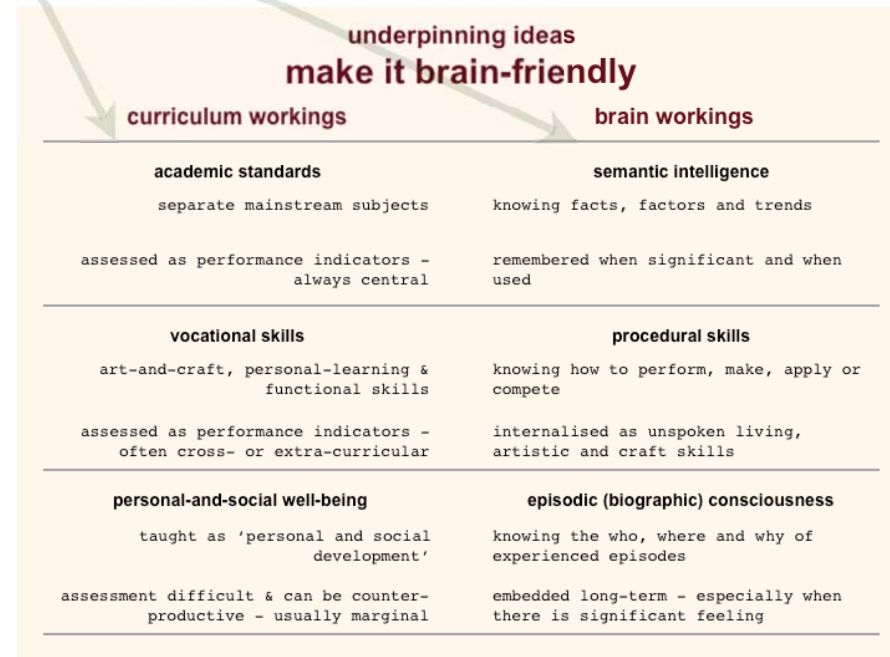 underpinning ideas
make it brain-friendly
curriculum workings
brain workings
academic standards
semantic intelligence
separate mainstream subjects
knowing facts, factors and trends
assessed as performance indicators –
always central
remembered when significant and when
used
vocational skills
procedural skills
art-and-craft, personal-learning &
functional skills
knowing how to perform, make, apply or
compete
assessed as performance indicators –
often cross- or extra-curricular
internalised as unspoken living,
artistic and craft skills
personal-and-social well-being
episodic (biographic) consciousness
taught as ‘personal and social
development’
knowing the who, where and why of
experienced episodes
assessment difficult & can be counter-
productive – usually marginal
embedded long-term – especially when
there is significant feeling